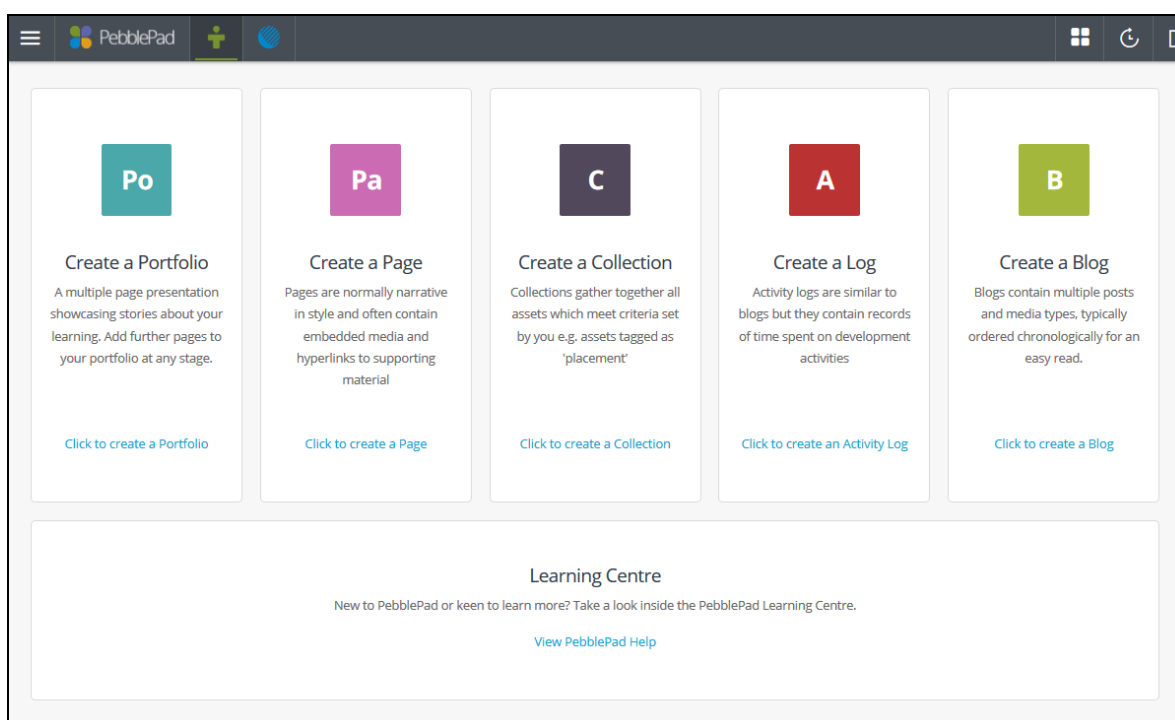 PebblePad
Po
Create a Portfolio
A multiple page presentation
showcasing stories about your
learning. Add further pages to
your portfolio at any stage.
Click to create a Portfolio
Pa
Create a Page
Pages are normally narrative
in style and often contain
embedded media and
hyperlinks to supporting
material
Click to create a Page
C
Create a Collection
Collections gather together all
assets which meet criteria set
by you e.g. assets tagged as
'placement'
Click to create a Collection
A
Create a Log
Activity logs are similar to
blogs but they contain records
of time spent on development
activities
Click to create an Activity Log
B
Create a Blog
Blogs contain multiple posts
and media types, typically
ordered chronologically for an
easy read.
Click to create a Blog
Learning Centre
New to PebblePad or keen to learn more? Take a look inside the PebblePad Learning Centre.
View PebblePad Help